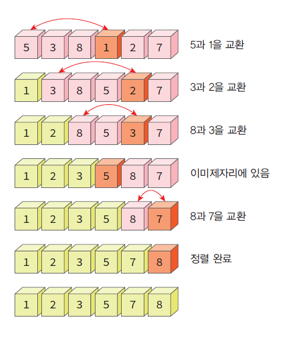 5 3 8 1 2 7 5과 1을 교환
1 3 8 5 2 7 3과 2을 교환
1 2 8 5 3 7 8과 3을 교환
1 2 3 5 8 7 이미제자리에 있음
1 2 3 5 8 7 8과 7을 교환
1 2 3 5 7 8 정렬 완료
1 2 3 5 7 8